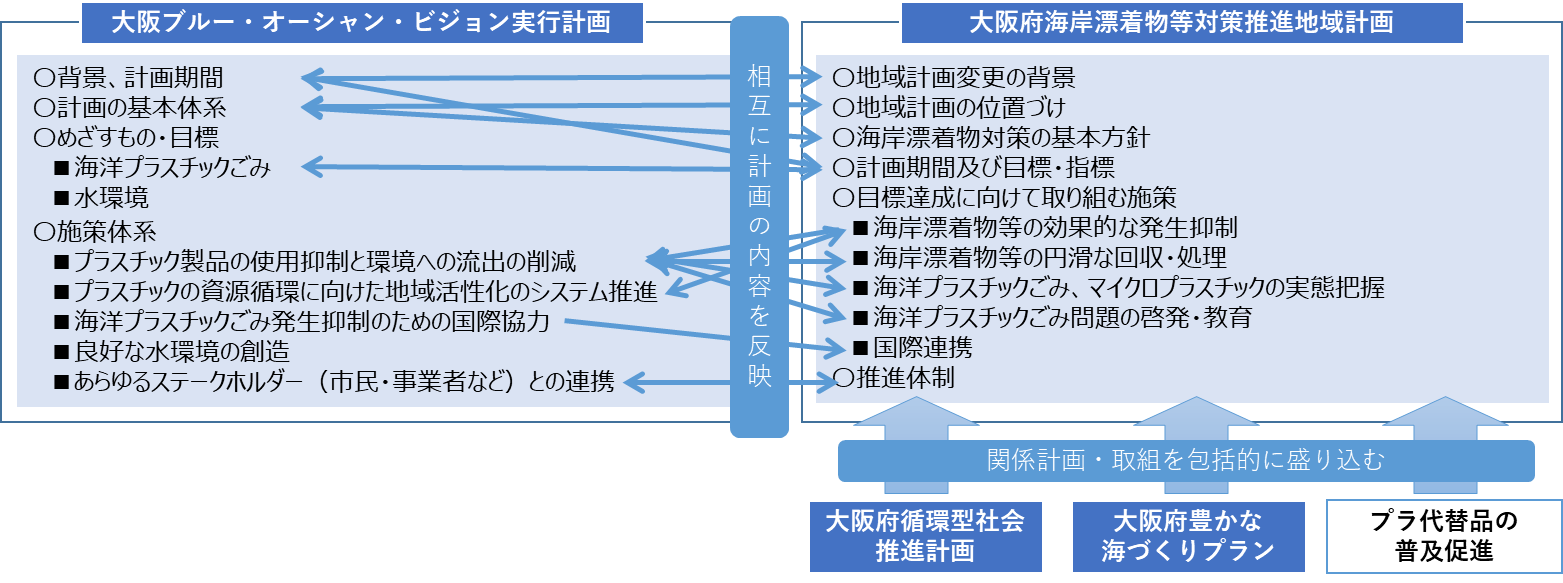 大阪ブルー・オーシャン・ビジョン実行計画
〇背景、計画期間
〇計画の基本体系
〇めざすもの・目標
■海洋プラスチックごみ
■水環境
〇施策体系
■プラスチック製品の使用抑制と環境への流出の削減
■プラスチックの資源循環に向けた地域活性化のシステム推進
■海洋プラスチックごみ発生抑制のための国際協力
■良好な水環境の創造
■あらゆるステークホルダー（市民・事業者など）との連携
相互に計画の内容を反映
大阪府海岸漂着物等対策推進地域計画
〇地域計画変更の背景
〇地域計画の位置づけ
〇海岸漂着物対策の基本方針
〇計画期間及び目標・指標
〇目標達成に向けて取り組む施策
■海岸漂着物等の効果的な発生抑制
■海岸漂着物等の円滑な回収・処理
■海洋プラスチックごみ、マイクロプラスチックの実態把握
■海洋プラスチックごみ問題の啓発・教育
■国際連携
〇推進体制
関係計画・取組を包括的に盛り込む
大阪府循環型社会
推進計画
大阪府豊かな
海づくりプラン
プラ代替品の
普及促進